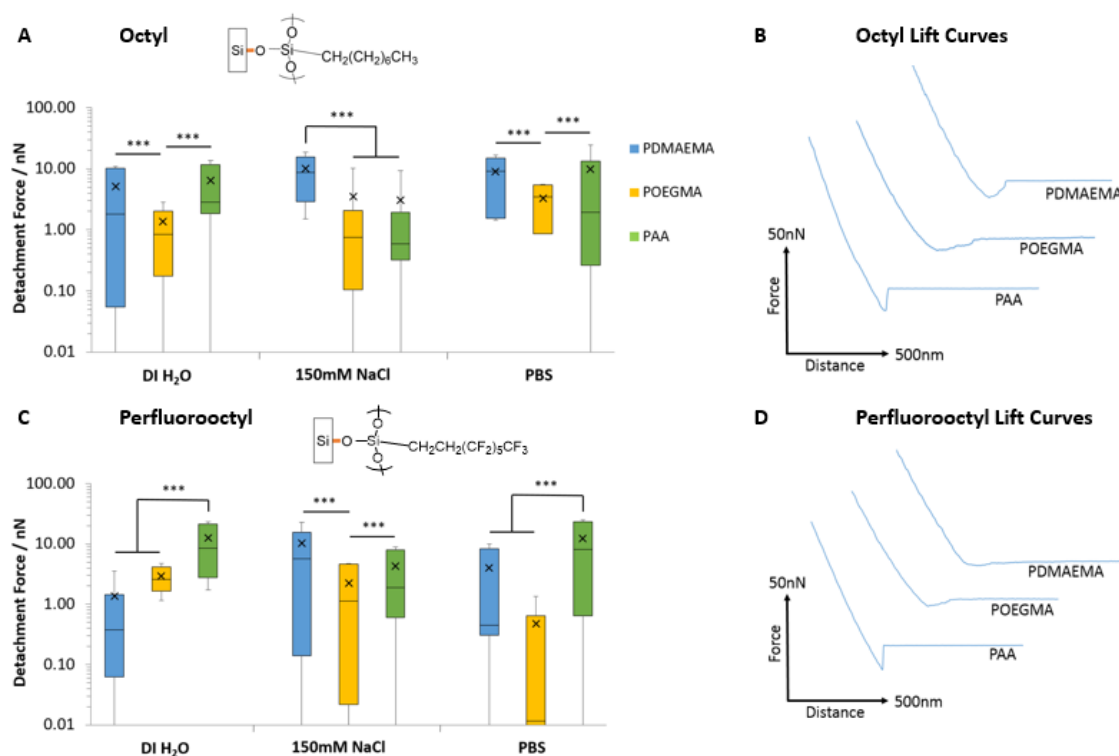 A Octyl
Si O Si O O CH2(CH2)6CH3
Detachment Force / nN
100.00
10.00
1.00
0.10
0.01
*** ***
***
*** ***
DI H2O 150mM NaCl PBS
PDMAEMA
POEGMA
PAA
B Octyl Lift Curves
PDMAEMA
POEGMA
PAA
50nN
Force
Distance
500nm
C Perfluorooctyl
Si O Si O O CH2CH2(CF2)5CF3
Detachment Force / nN
100.00
10.00
1.00
0.10
0.01
***
*** ***
***
DI H2O 150mM NaCl PBS
D Perfluorooctyl Lift Curves
PDMAEMA
POEGMA
PAA
50nN
Force
Distance
500nm